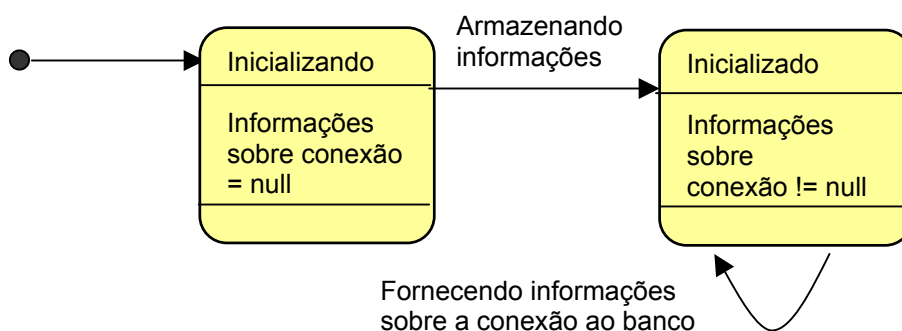 Inicializando
Informações
sobre conexão
= null
Armazenando
informações
Inicializado
Informações
sobre
conexão != null
Fornecendo informações
sobre a conexão ao banco